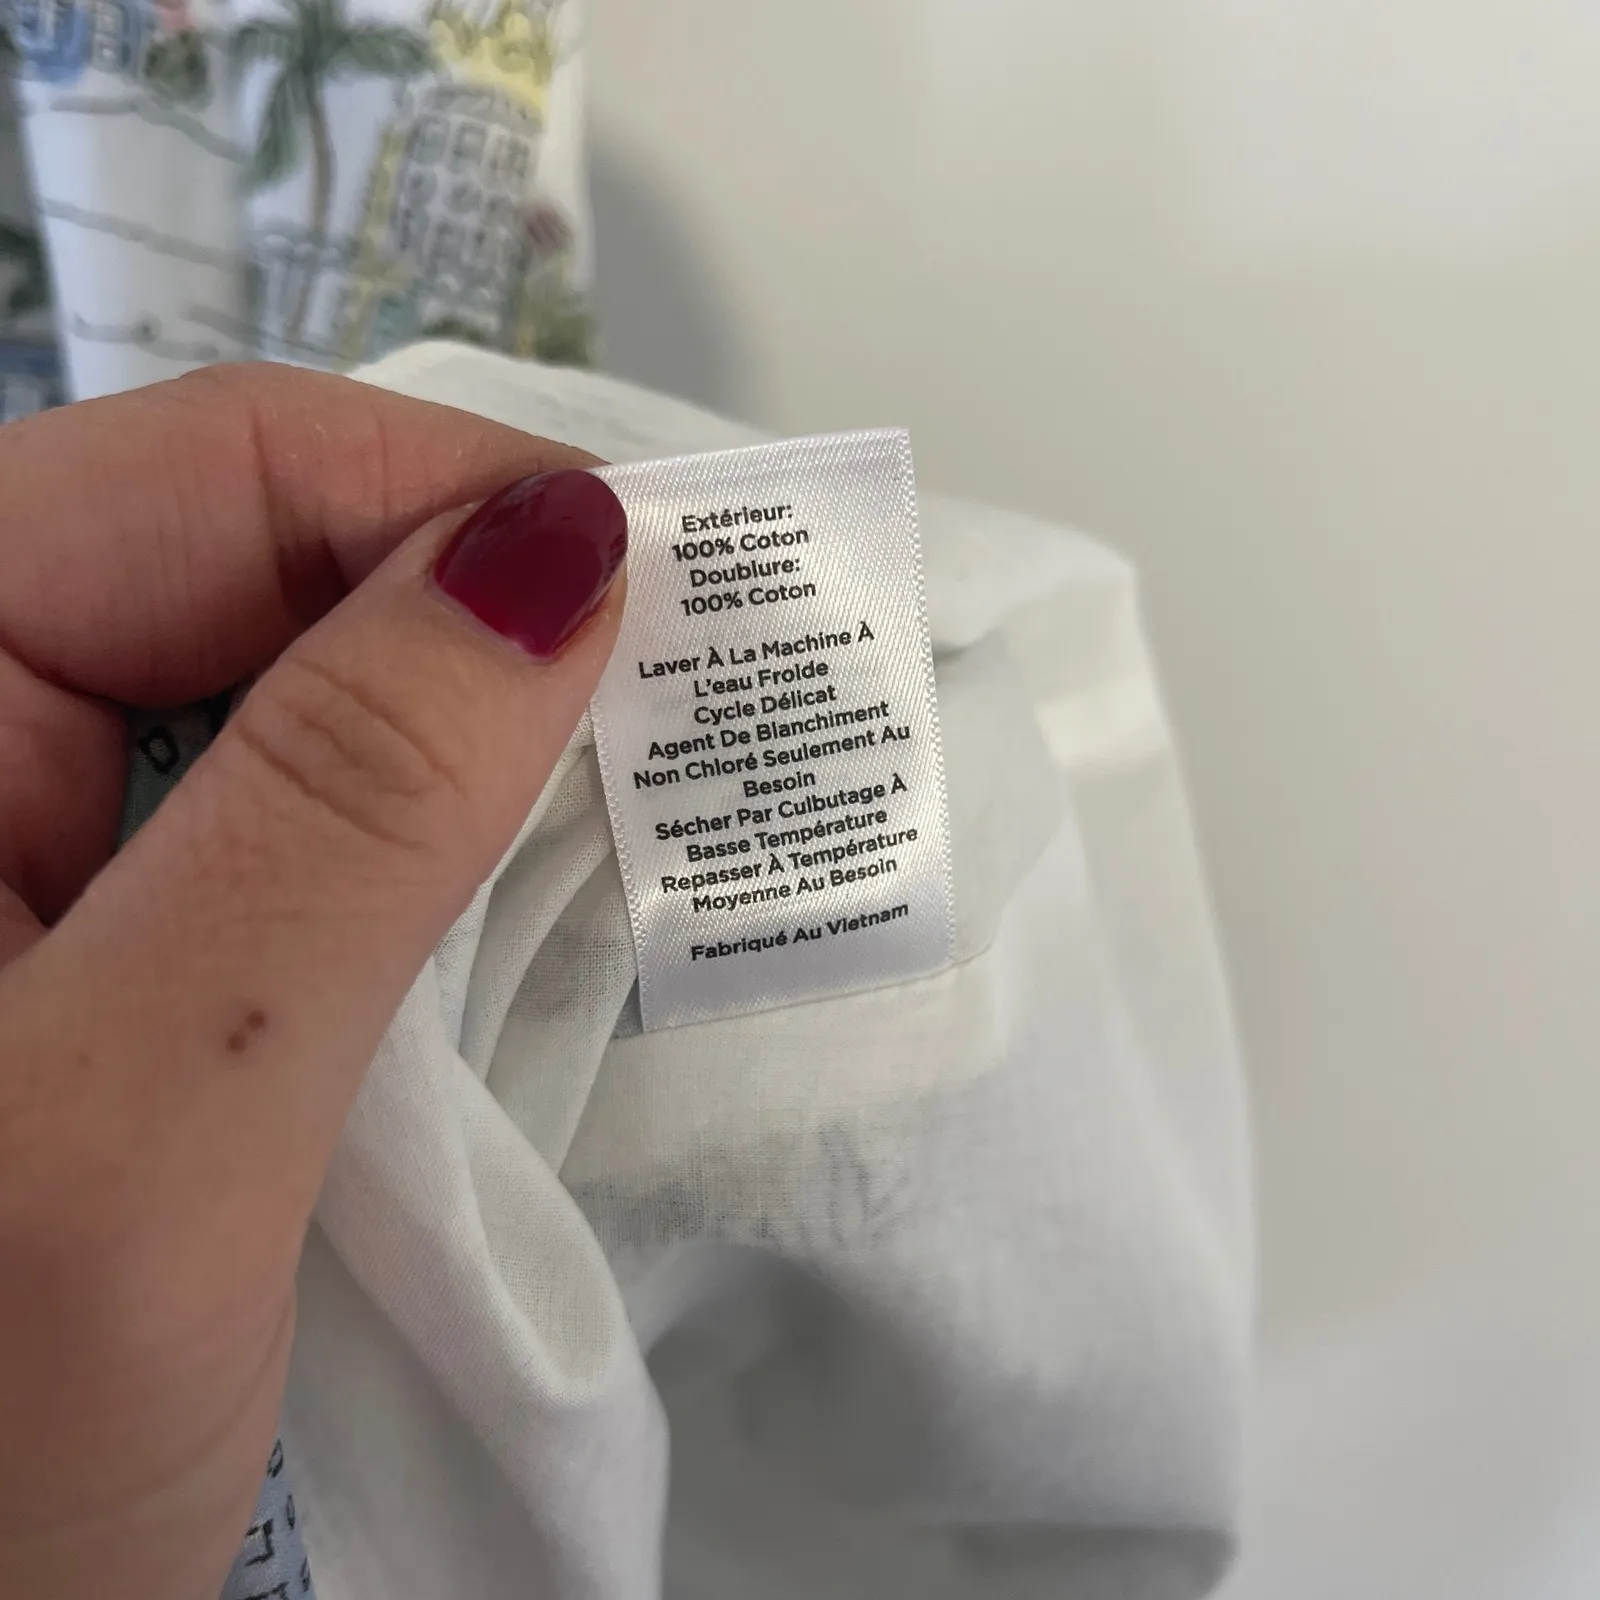 Extérieur:
100% Coton
Doublure:
100% Coton
Laver À La Machine À
L'eau Froide
Cycle Délicat
Agent De Blanchiment
Non Chloré Seulement Au
Besoin
Sécher Par Culbutage À
Basse Température
Repasser À Température
Moyenne Au Besoin
Fabriqué Au Vietnam